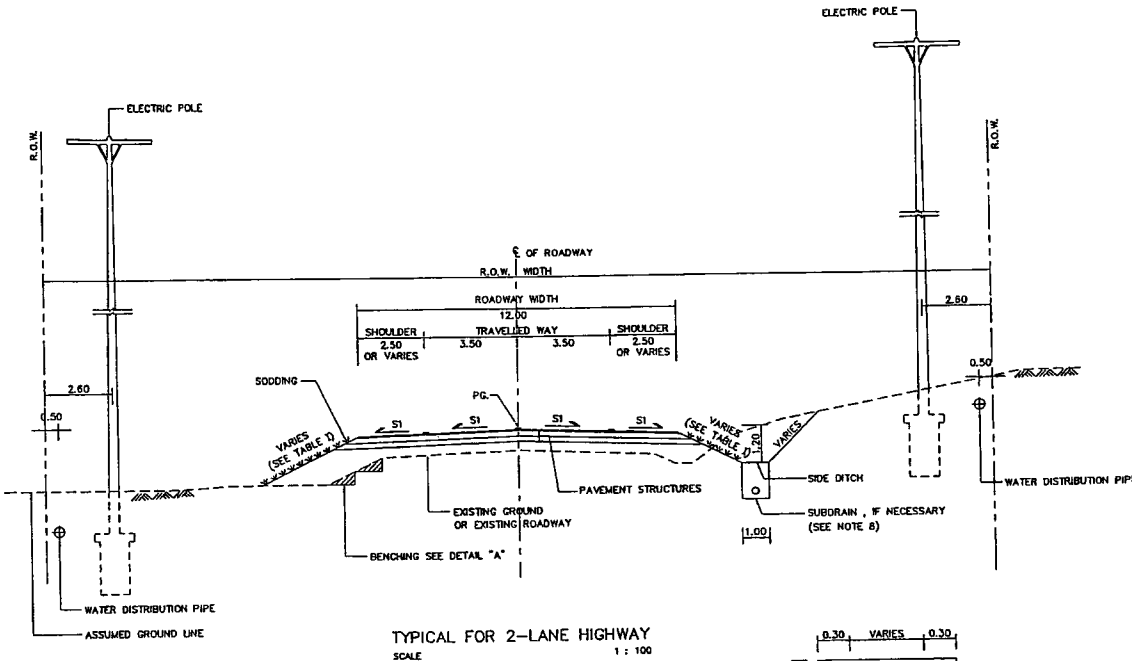 ELECTRIC POLE
ELECTRIC POLE
R.O.W.
R.O.W.
℄ OF ROADWAY
R.O.W. WIDTH
ROADWAY WIDTH
12.00
SHOULDER TRAVELLED WAY SHOULDER
2.50 3.50 3.50 2.50
OR VARIES OR VARIES
2.60
0.50
2.60
0.50
SODDING
PG.
S1 S1 S1 S1
VARIES
(SEE TABLE 1)
VARIES
(SEE TABLE 1)
1.20
VARIES
SIDE DITCH
PAVEMENT STRUCTURES
WATER DISTRIBUTION PIPE
EXISTING GROUND
OR EXISTING ROADWAY
SUBDRAIN , IF NECESSARY
(SEE NOTE 8)
1.00
BENCHING SEE DETAIL "A"
WATER DISTRIBUTION PIPE
ASSUMED GROUND LINE
TYPICAL FOR 2-LANE HIGHWAY
SCALE 1 : 100
0.30 VARIES 0.30